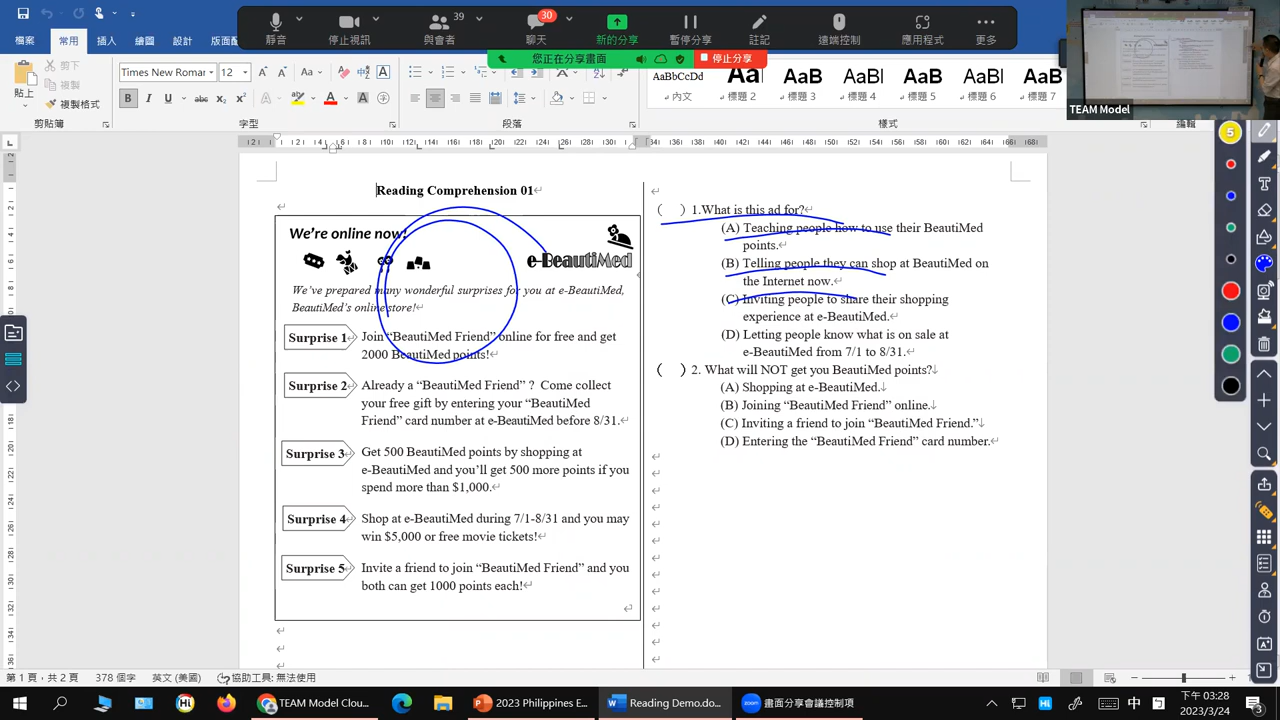 39
30
靜音
停止視訊
與會者
聊天
新的分享
暫停分享
註記
遠端控制
應用程式
更多
您正在分享螢幕
停止分享
檔案
常用
插入
繪圖
設計
剪下
複製
貼上
複製格式
剪貼簿
Times New Roma
12
字型
段落
AaBbCcDd
AaB
AaBl
AaB
AaBl
AaB
AaBl
AaB
內文
標題 2
標題 3
標題 4
標題 5
標題 6
標題 7
樣式
編輯
TEAM Model
5
Reading Comprehension 01
We're online now!
e-BeautiMed
We've prepared many wonderful surprises for you at e-BeautiMed,
BeautiMed's online store!
Surprise 1 Join “BeautiMed Friend” online for free and get
2000 BeautiMed points!
Surprise 2 Already a “BeautiMed Friend” ? Come collect
your free gift by entering your “BeautiMed
Friend” card number at e-BeautiMed before 8/31.
Surprise 3 Get 500 BeautiMed points by shopping at
e-BeautiMed and you’ll get 500 more points if you
spend more than $1,000.
Surprise 4 Shop at e-BeautiMed during 7/1-8/31 and you may
win $5,000 or free movie tickets!
Surprise 5 Invite a friend to join “BeautiMed Friend” and you
both can get 1000 points each!
( ) 1.What is this ad for?
(A) Teaching people how to use their BeautiMed
points.
(B) Telling people they can shop at BeautiMed on
the Internet now.
(C) Inviting people to share their shopping
experience at e-BeautiMed.
(D) Letting people know what is on sale at
e-BeautiMed from 7/1 to 8/31.
( ) 2. What will NOT get you BeautiMed points?
(A) Shopping at e-BeautiMed.
(B) Joining “BeautiMed Friend” online.
(C) Inviting a friend to join “BeautiMed Friend.”
(D) Entering the “BeautiMed Friend” card number.
第 1 頁，共 2 頁
378 個字
英文 (美國)
協助工具: 無法使用
TEAM Model Clou...
2023 Philipines E...
Reading Demo.do...
畫面分享會議控制項
下午 03:28
2023/3/24
3